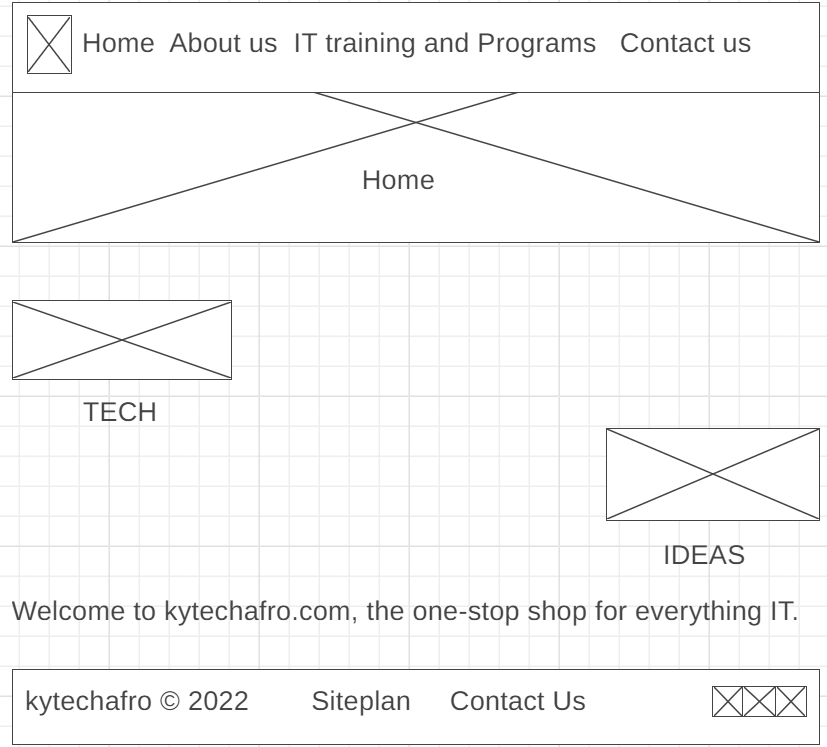 Home About us IT training and Programs Contact us
Home
TECH
IDEAS
Welcome to kytechafro.com, the one-stop shop for everything IT.
kytechafro © 2022 Siteplan Contact Us